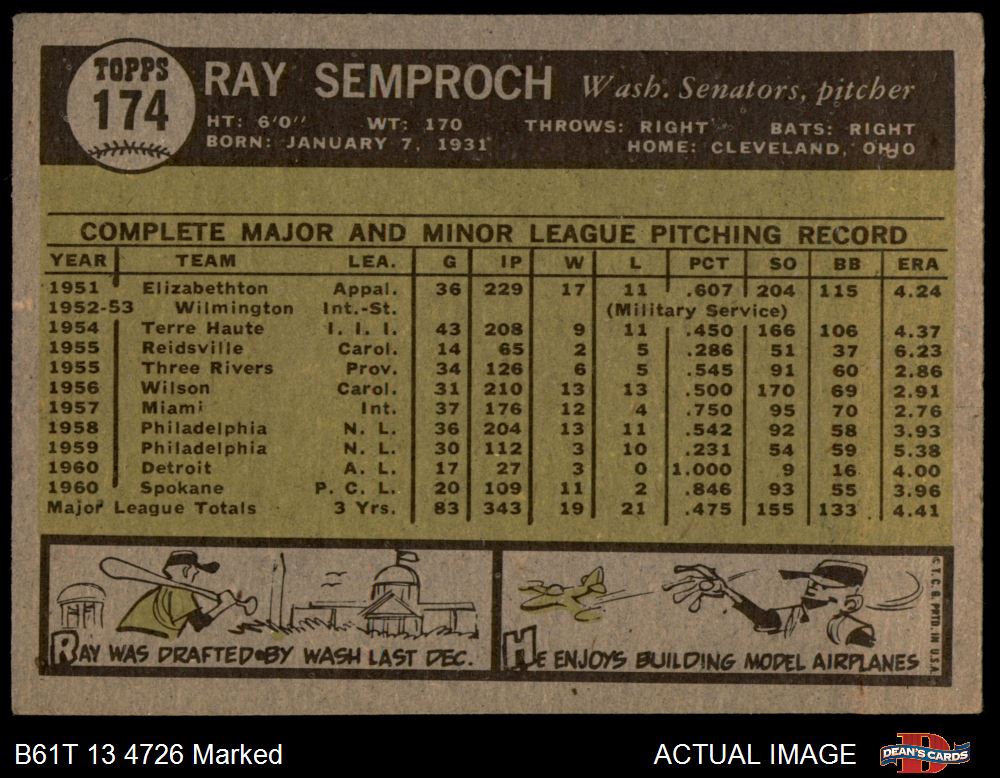 TOPPS
174
RAY SEMPROCH Wash. Senators, pitcher
HT: 6'0" WT: 170 THROWS: RIGHT BATS: RIGHT
BORN: JANUARY 7, 1931 HOME: CLEVELAND, OHIO
COMPLETE MAJOR AND MINOR LEAGUE PITCHING RECORD
YEAR TEAM LEA. G IP W L PCT SO BB ERA
1951 Elizabethton Appal. 36 229 17 11 .607 204 115 4.24
1952-53 Wilmington Int.-St. (Military Service)
1954 Terre Haute I. I. I. 43 208 9 11 .450 166 106 4.37
1955 Reidsville Carol. 14 65 2 5 .286 51 37 6.23
1955 Three Rivers Prov. 34 126 6 5 .545 91 60 2.86
1956 Wilson Carol. 31 210 13 13 .500 170 69 2.91
1957 Miami Int. 37 176 12 4 .750 95 70 2.76
1958 Philadelphia N. L. 36 204 13 11 .542 92 58 3.93
1959 Philadelphia N. L. 30 112 3 10 .231 54 59 5.38
1960 Detroit A. L. 17 27 3 0 1.000 9 16 4.00
1960 Spokane P. C. L. 20 109 11 2 .846 93 55 3.96
Major League Totals 3 Yrs. 83 343 19 21 .475 155 133 4.41
RAY WAS DRAFTED BY WASH LAST DEC.
HE ENJOYS BUILDING MODEL AIRPLANES
© T. C. G. PRTD. IN U.S.A.
B61T 13 4726 Marked
ACTUAL IMAGE
DEAN'S CARDS